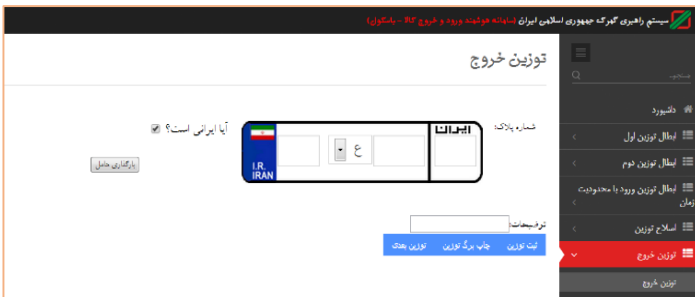 سیستم راهبری گمرک جمهوری اسلامی ایران (سامانه هوشمند ورود و خروج کالا - باسکول)
توزین خروج
جستجو...
داشبورد
ابطال توزین اول
ابطال توزین دوم
ابطال توزین ورود با محدودیت زمان
اصلاح توزین
توزین خروج
توزین خروج
شماره پلاک:
ایران
ع
I.R.
IRAN
آیا ایرانی است؟
بارگذاری حامل
توضیحات:
ثبت توزین
چاپ برگ توزین
توزین بعدی